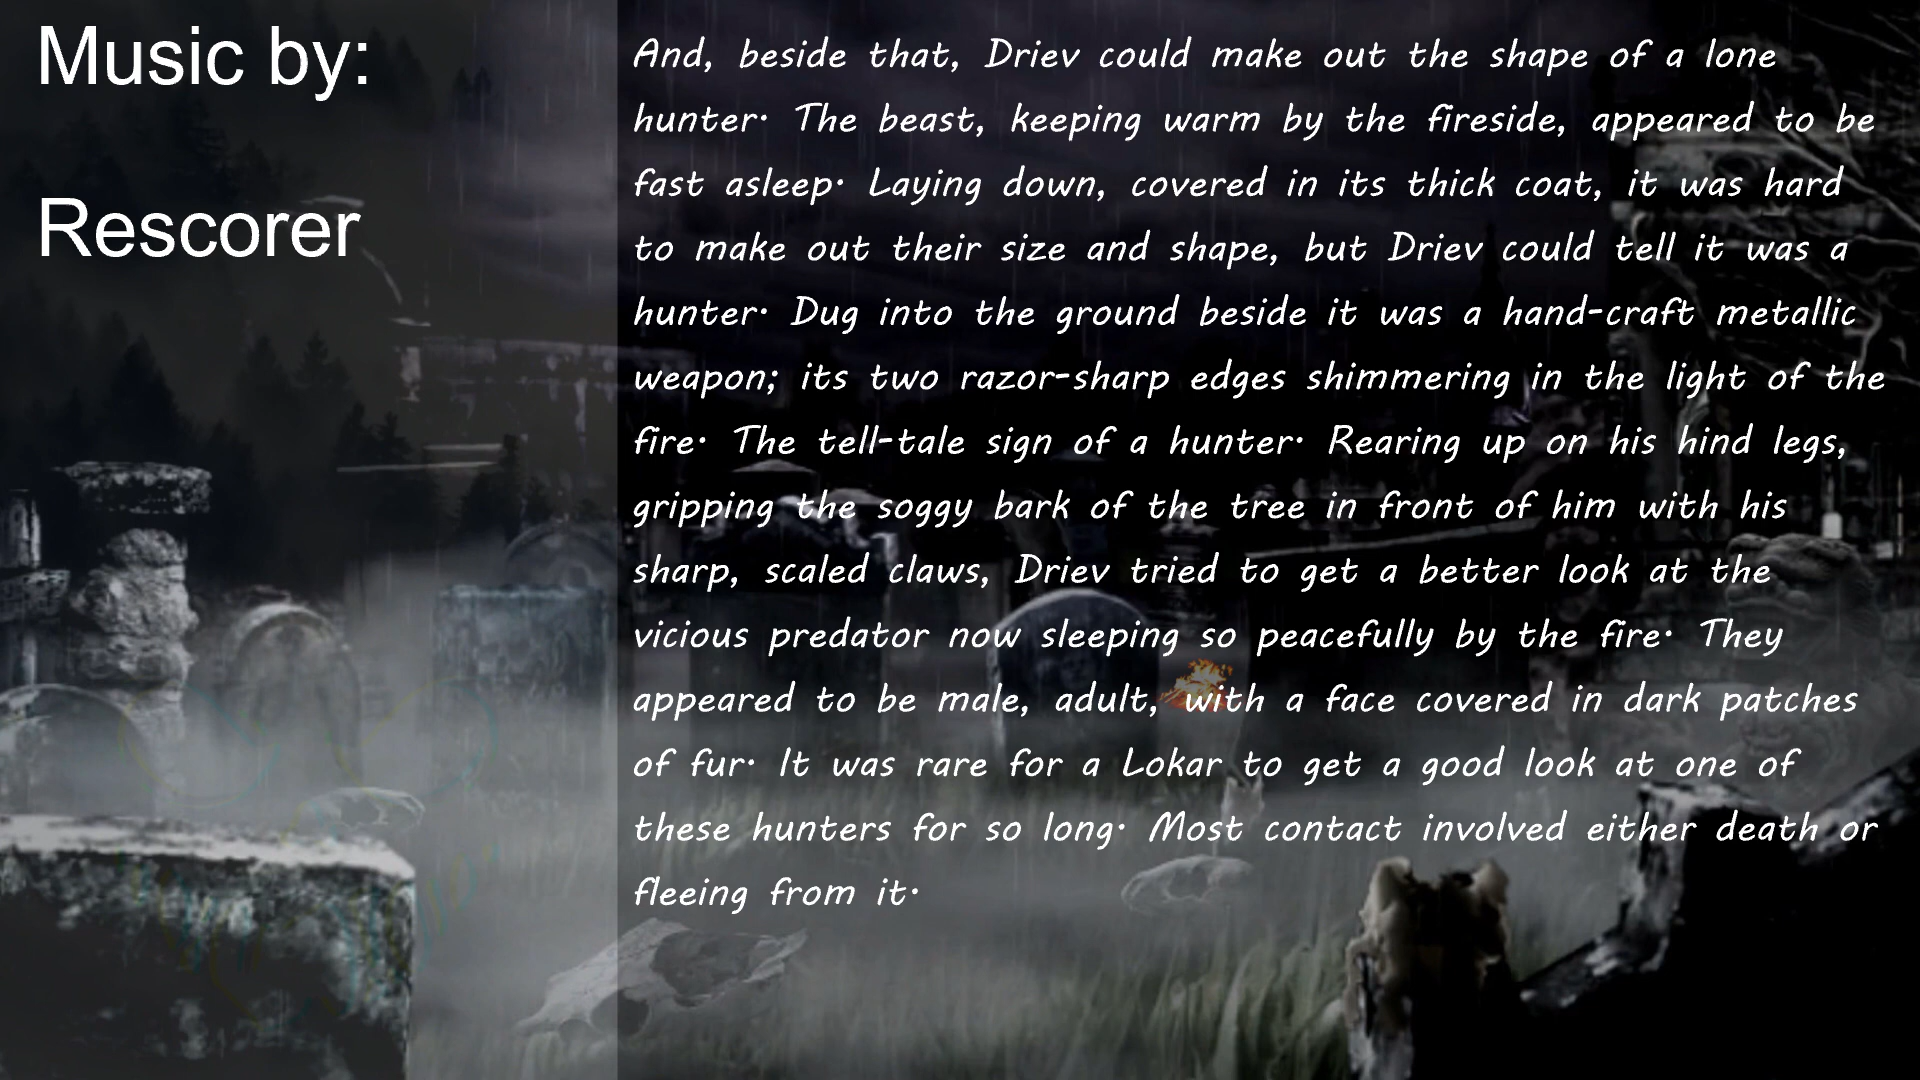 Music by:
Rescorer
And, beside that, Driev could make out the shape of a lone
hunter. The beast, keeping warm by the fireside, appeared to be
fast asleep. Laying down, covered in its thick coat, it was hard
to make out their size and shape, but Driev could tell it was a
hunter. Dug into the ground beside it was a hand-craft metallic
weapon; its two razor-sharp edges shimmering in the light of the
fire. The tell-tale sign of a hunter. Rearing up on his hind legs,
gripping the soggy bark of the tree in front of him with his
sharp, scaled claws, Driev tried to get a better look at the
vicious predator now sleeping so peacefully by the fire. They
appeared to be male, adult, with a face covered in dark patches
of fur. It was rare for a Lokar to get a good look at one of
these hunters for so long. Most contact involved either death or
fleeing from it.